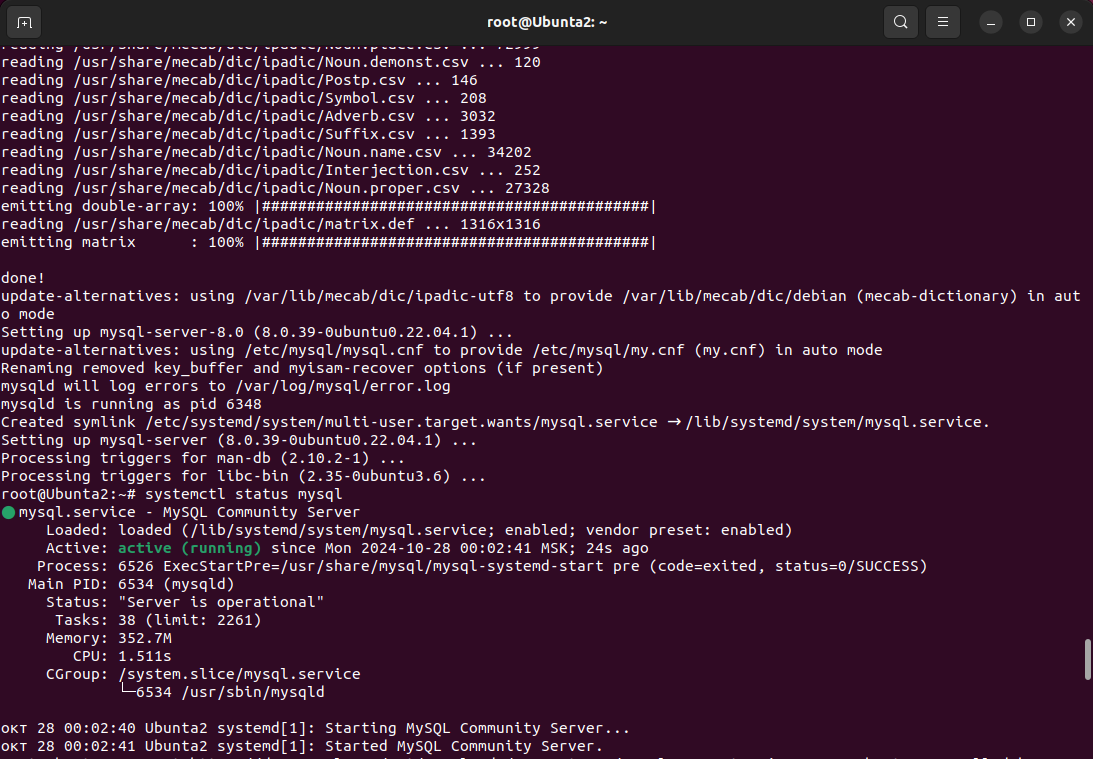 root@Ubunta2: ~
reading /usr/share/mecab/dic/ipadic/Noun.place.csv ... 72999
reading /usr/share/mecab/dic/ipadic/Noun.demonst.csv ... 120
reading /usr/share/mecab/dic/ipadic/Postp.csv ... 146
reading /usr/share/mecab/dic/ipadic/Symbol.csv ... 208
reading /usr/share/mecab/dic/ipadic/Adverb.csv ... 3032
reading /usr/share/mecab/dic/ipadic/Suffix.csv ... 1393
reading /usr/share/mecab/dic/ipadic/Noun.name.csv ... 34202
reading /usr/share/mecab/dic/ipadic/Interjection.csv ... 252
reading /usr/share/mecab/dic/ipadic/Noun.proper.csv ... 27328
emitting double-array: 100% |###########################################|
reading /usr/share/mecab/dic/ipadic/matrix.def ... 1316x1316
emitting matrix      : 100% |###########################################|
done!
update-alternatives: using /var/lib/mecab/dic/ipadic-utf8 to provide /var/lib/mecab/dic/debian (mecab-dictionary) in aut
o mode
Setting up mysql-server-8.0 (8.0.39-0ubuntu0.22.04.1) ...
update-alternatives: using /etc/mysql/mysql.cnf to provide /etc/mysql/my.cnf (my.cnf) in auto mode
Renaming removed key_buffer and myisam-recover options (if present)
mysqld will log errors to /var/log/mysql/error.log
mysqld is running as pid 6348
Created symlink /etc/systemd/system/multi-user.target.wants/mysql.service → /lib/systemd/system/mysql.service.
Setting up mysql-server (8.0.39-0ubuntu0.22.04.1) ...
Processing triggers for man-db (2.10.2-1) ...
Processing triggers for libc-bin (2.35-0ubuntu3.6) ...
root@Ubunta2:~# systemctl status mysql
● mysql.service - MySQL Community Server
     Loaded: loaded (/lib/systemd/system/mysql.service; enabled; vendor preset: enabled)
     Active: active (running) since Mon 2024-10-28 00:02:41 MSK; 24s ago
    Process: 6526 ExecStartPre=/usr/share/mysql/mysql-systemd-start pre (code=exited, status=0/SUCCESS)
   Main PID: 6534 (mysqld)
     Status: "Server is operational"
      Tasks: 38 (limit: 2261)
     Memory: 352.7M
        CPU: 1.511s
     CGroup: /system.slice/mysql.service
             └─6534 /usr/sbin/mysqld
окт 28 00:02:40 Ubunta2 systemd[1]: Starting MySQL Community Server...
окт 28 00:02:41 Ubunta2 systemd[1]: Started MySQL Community Server.